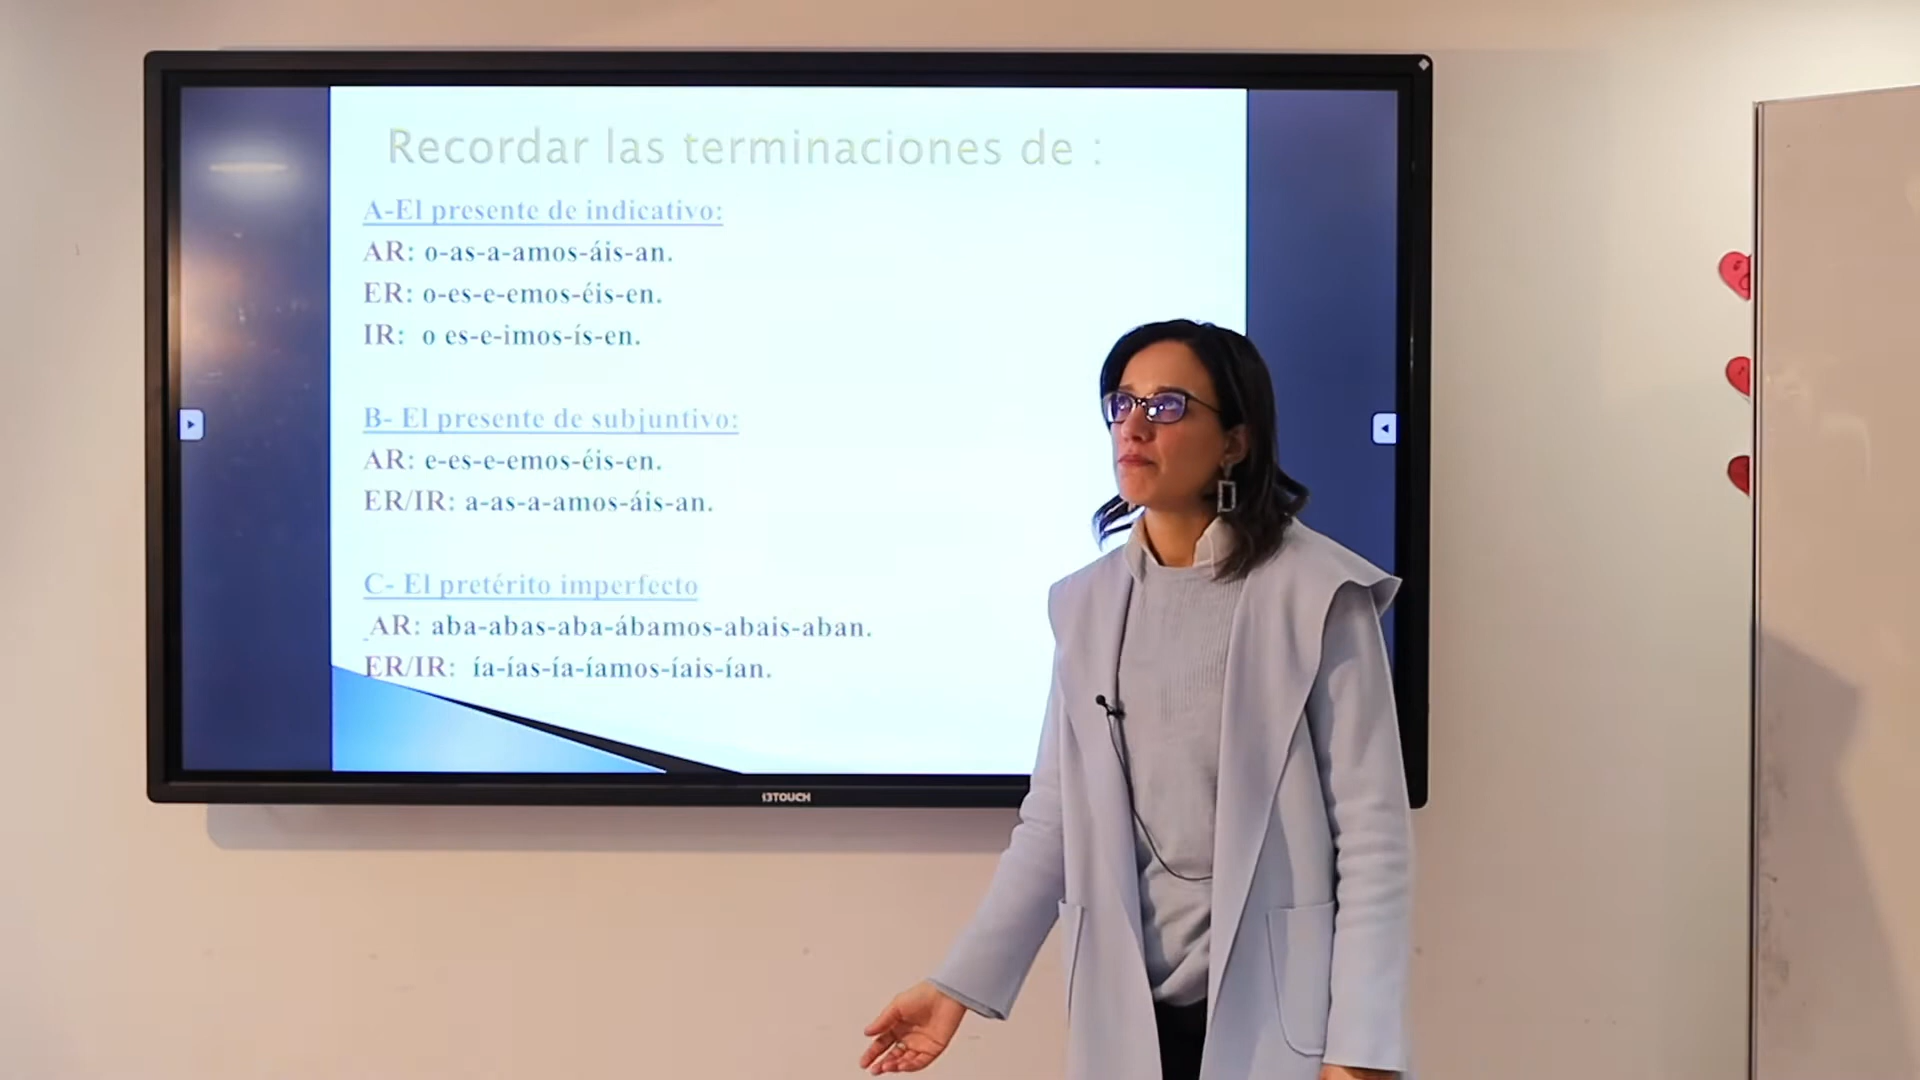 Recordar las terminaciones de :
A-El presente de indicativo:
AR: o-as-a-amos-áis-an.
ER: o-es-e-emos-éis-en.
IR: o es-e-imos-ís-en.
B- El presente de subjuntivo:
AR: e-es-e-emos-éis-en.
ER/IR: a-as-a-amos-áis-an.
C- El pretérito imperfecto
AR: aba-abas-aba-ábamos-abais-aban.
ER/IR: ía-ías-ía-íamos-íais-ían.
i3TOUCH